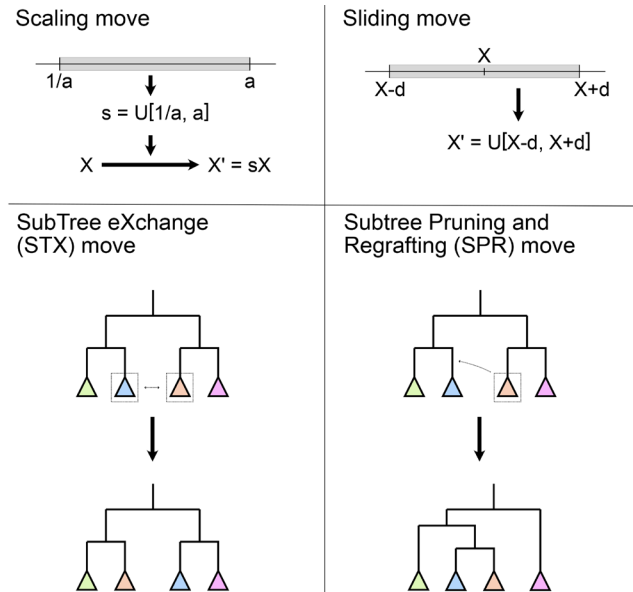 Scaling move
1/a
a
s = U[1/a, a]
X
X' = sX
Sliding move
X
X-d
X+d
X' = U[X-d, X+d]
SubTree eXchange
(STX) move
Subtree Pruning and
Regrafting (SPR) move